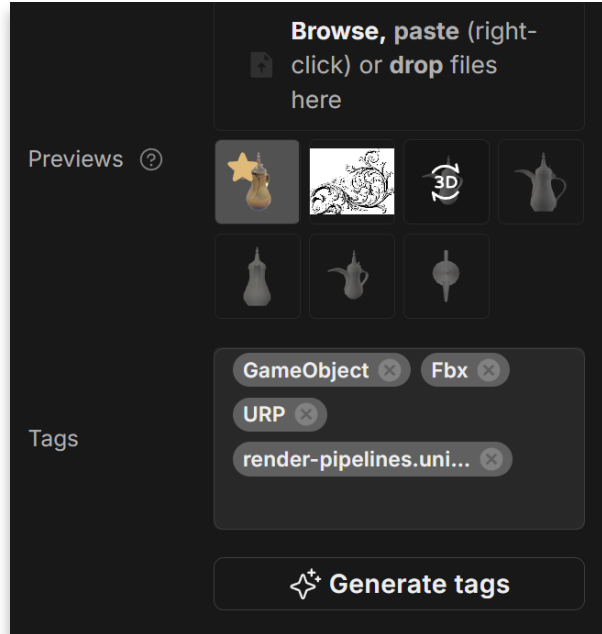 Browse, paste (right-
click) or drop files
here
Previews ?
3D
GameObject
Fbx
URP
Tags
render-pipelines.uni...
Generate tags